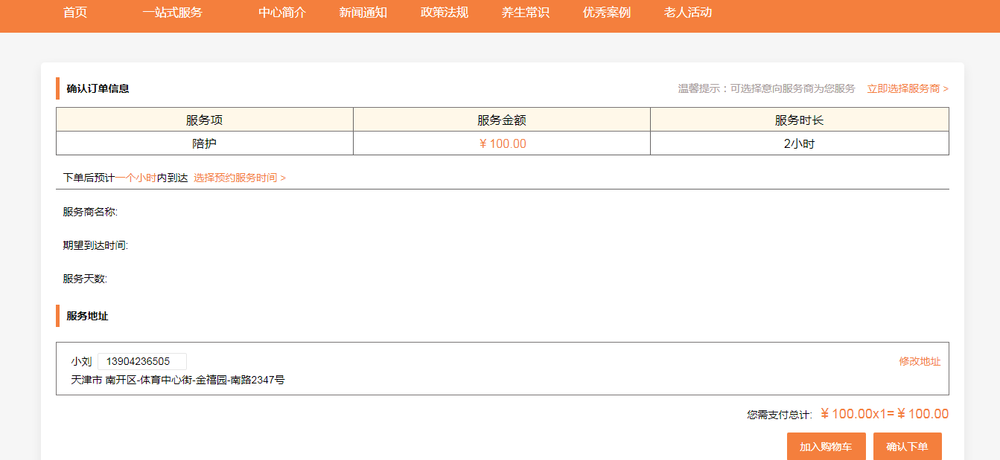 首页 一站式服务 中心简介 新闻通知 政策法规 养生常识 优秀案例 老人活动
确认订单信息 温馨提示：可选择意向服务商为您服务 立即选择服务商 >
服务项 服务金额 服务时长
陪护 ¥ 100.00 2小时
下单后预计一个小时内到达 选择预约服务时间 >
服务商名称:
期望到达时间:
服务天数:
服务地址
小刘 13904236505 修改地址
天津市 南开区-体育中心街-金禧园-南路2347号
您需支付总计: ¥ 100.00x1= ¥ 100.00
加入购物车 确认下单